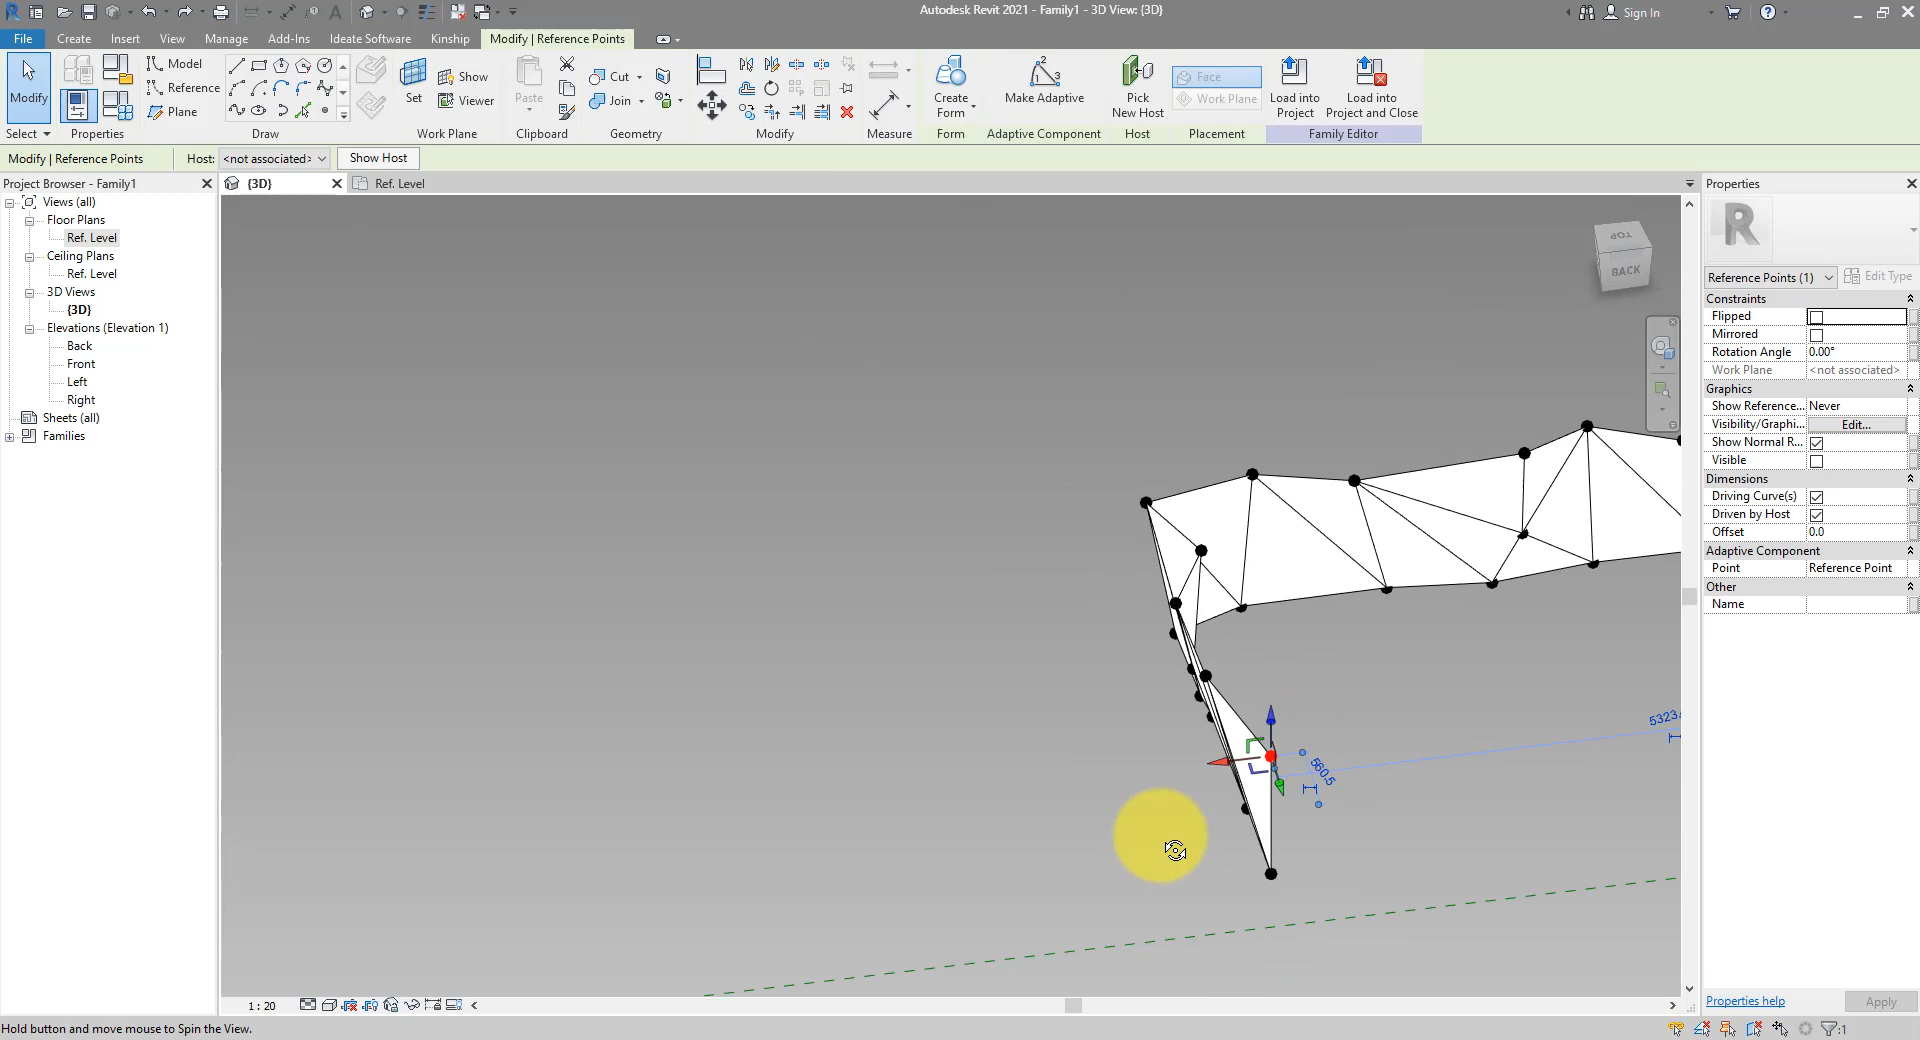 Autodesk Revit 2021 - Family1 - 3D View: {3D}
Sign In
File Create Insert View Manage Add-Ins Ideate Software Kinship Modify | Reference Points
Modify
Select
Properties
Model
Reference
Plane
Draw
Set
Show
Viewer
Work Plane
Paste
Clipboard
Cut
Join
Geometry
Modify
Measure
Create
Form
Form
Make Adaptive
Adaptive Component
Pick
New Host
Host
Face
Work Plane
Placement
Load into
Project
Load into
Project and Close
Family Editor
Modify | Reference Points Host: <not associated> Show Host
Project Browser - Family1
Views (all)
Floor Plans
Ref. Level
Ceiling Plans
Ref. Level
3D Views
{3D}
Elevations (Elevation 1)
Back
Front
Left
Right
Sheets (all)
Families
{3D} Ref. Level
TOP
BACK
5323.
560.5
1 : 20
Properties
R
Reference Points (1) Edit Type
Constraints
Flipped
Mirrored
Rotation Angle 0.00°
Work Plane <not associated>
Graphics
Show Reference... Never
Visibility/Graphi... Edit...
Show Normal R...
Visible
Dimensions
Driving Curve(s)
Driven by Host
Offset 0.0
Adaptive Component
Point Reference Point
Other
Name
Properties help Apply
Hold button and move mouse to Spin the View.
:1